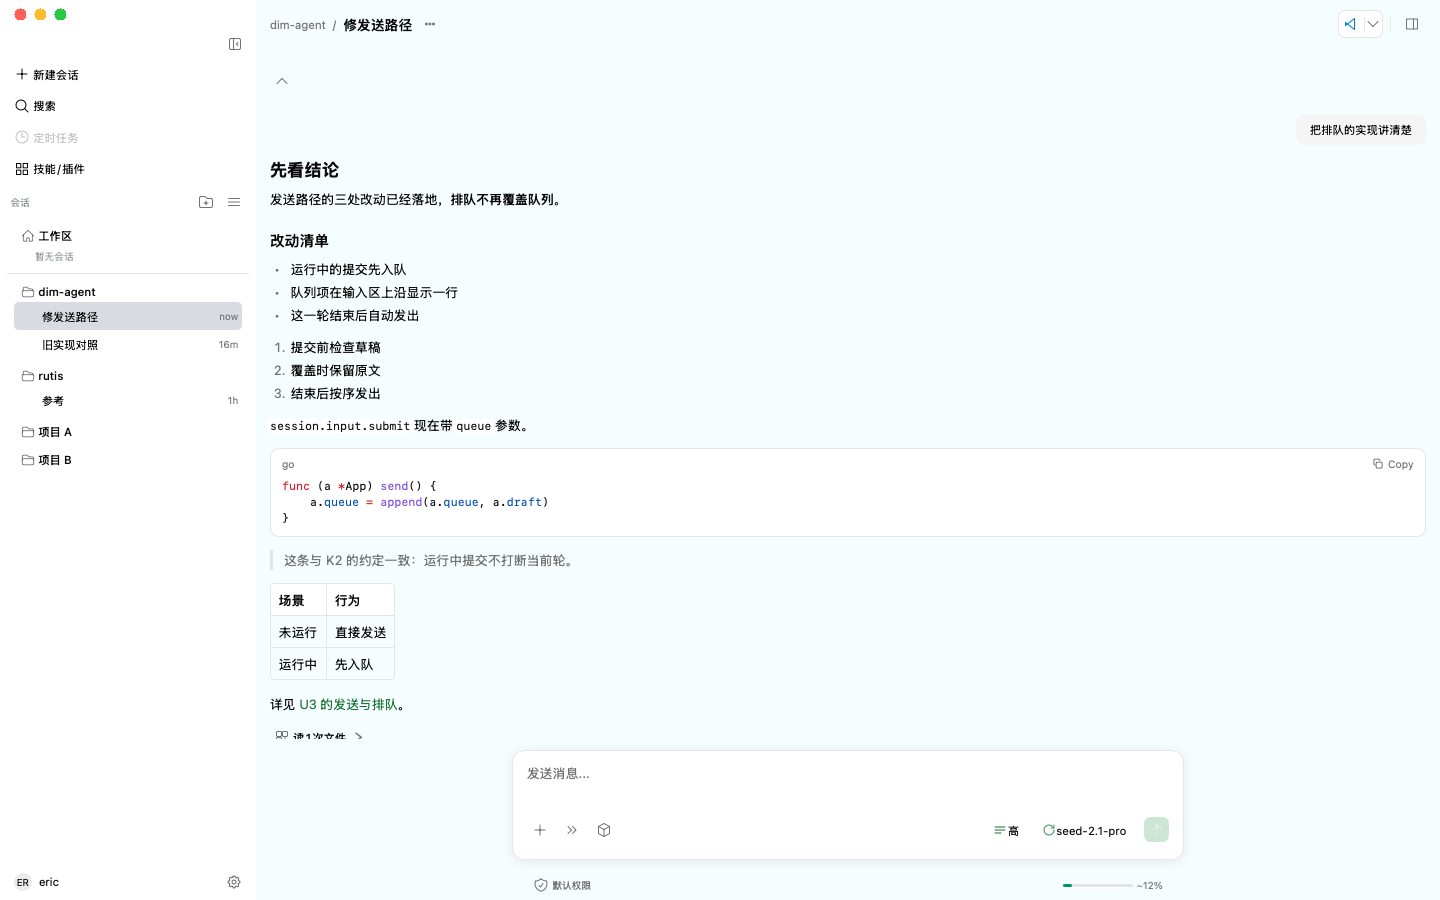 新建会话
搜索
定时任务
技能/插件
会话
工作区
暂无会话
dim-agent
修发送路径 now
旧实现对照 16m
rutis
参考 1h
项目 A
项目 B
ER eric
dim-agent / 修发送路径 ···
把排队的实现讲清楚
先看结论
发送路径的三处改动已经落地，排队不再覆盖队列。
改动清单
• 运行中的提交先入队
• 队列项在输入区上沿显示一行
• 这一轮结束后自动发出
1. 提交前检查草稿
2. 覆盖时保留原文
3. 结束后按序发出
session.input.submit 现在带 queue 参数。
go Copy
func (a *App) send() {
    a.queue = append(a.queue, a.draft)
}
这条与 K2 的约定一致：运行中提交不打断当前轮。
场景 行为
未运行 直接发送
运行中 先入队
详见 U3 的发送与排队。
读1次文件
发送消息...
高 seed-2.1-pro
默认权限 ~12%